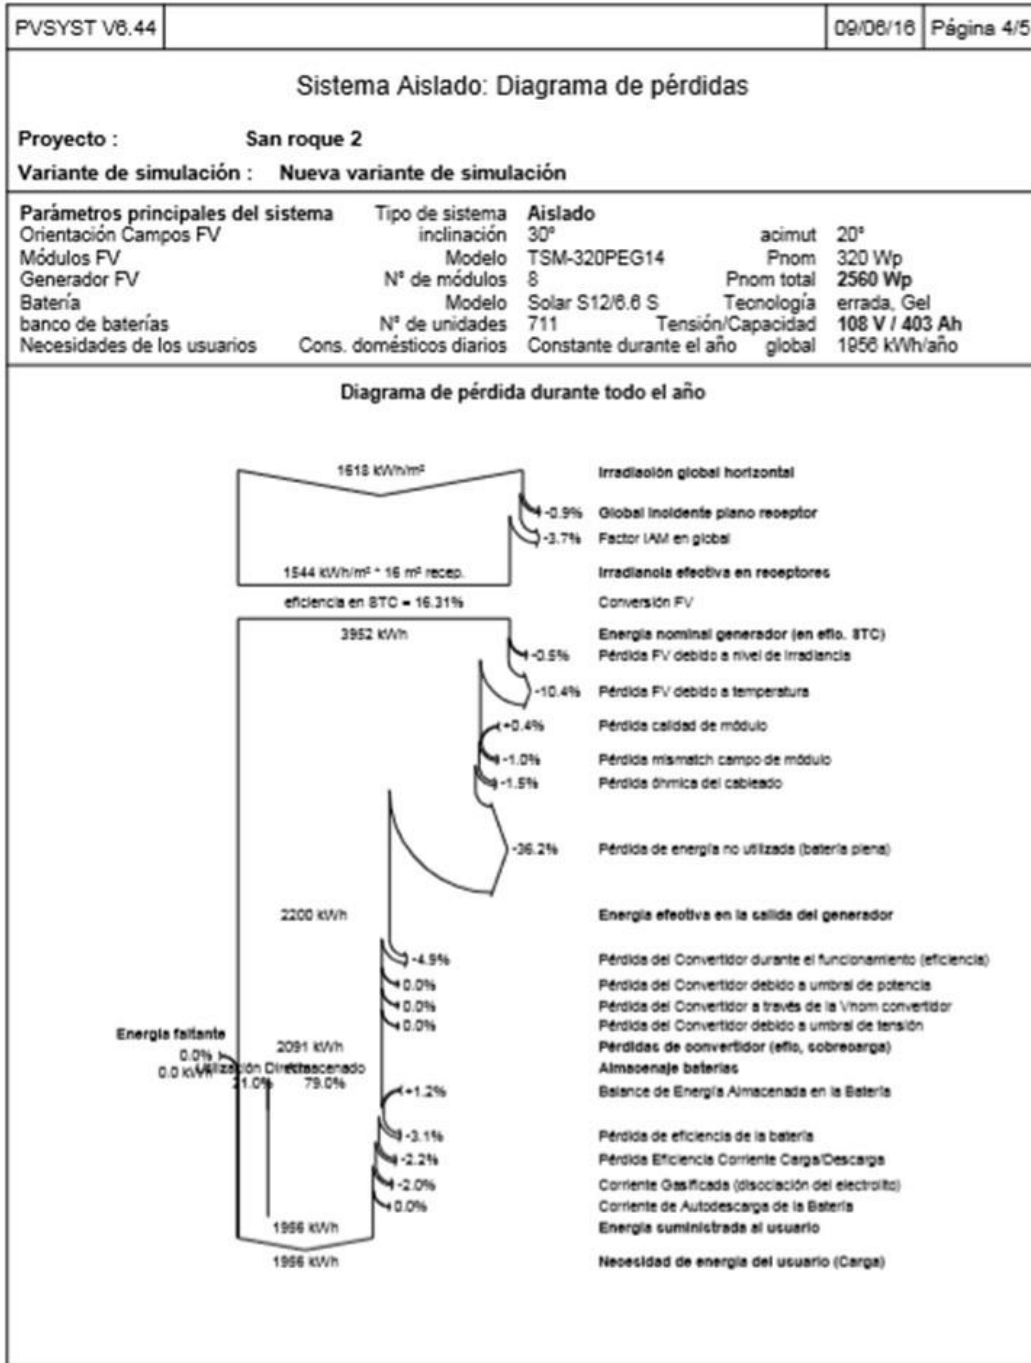 PVSYST V6.44 09/06/16 Página 4/5
Sistema Aislado: Diagrama de pérdidas
Proyecto : San roque 2
Variante de simulación : Nueva variante de simulación
Parámetros principales del sistema Tipo de sistema Aislado
Orientación Campos FV inclinación 30° acimut 20°
Módulos FV Modelo TSM-320PEG14 Pnom 320 Wp
Generador FV N° de módulos 8 Pnom total 2560 Wp
Batería Modelo Solar S12/6.6 S Tecnología errada, Gel
banco de baterías N° de unidades 711 Tensión/Capacidad 108 V / 403 Ah
Necesidades de los usuarios Cons. domésticos diarios Constante durante el año global 1956 kWh/año
Diagrama de pérdida durante todo el año
1618 kWh/m² Irradiación global horizontal
-0.9% Global incidente plano receptor
-3.7% Factor IAM en global
1544 kWh/m² * 16 m² recep. Irradiancia efectiva en receptores
eficiencia en STC = 16.31% Conversión FV
3952 kWh Energía nominal generador (en efic. STC)
-0.5% Pérdida FV debido a nivel de irradiancia
-10.4% Pérdida FV debido a temperatura
+0.4% Pérdida calidad de módulo
-1.0% Pérdida mismatch campo de módulo
-1.5% Pérdida óhmica del cableado
-36.2% Pérdida de energía no utilizada (batería plena)
2200 kWh Energía efectiva en la salida del generador
-4.9% Pérdida del Convertidor durante el funcionamiento (eficiencia)
0.0% Pérdida del Convertidor debido a umbral de potencia
0.0% Pérdida del Convertidor a través de la Vnom convertidor
0.0% Pérdida del Convertidor debido a umbral de tensión
Energía faltante 2091 kWh Pérdidas de convertidor (efic, sobrecarga)
0.0%
0.0 kWh Utilización Directa Almacenado Almacenaje baterías
21.0% 79.0% +1.2% Balance de Energía Almacenada en la Batería
-3.1% Pérdida de eficiencia de la batería
-2.2% Pérdida Eficiencia Corriente Carga/Descarga
-2.0% Corriente Gasificada (disociación del electrolito)
0.0% Corriente de Autodescarga de la Batería
1956 kWh Energía suministrada al usuario
1956 kWh Necesidad de energía del usuario (Carga)